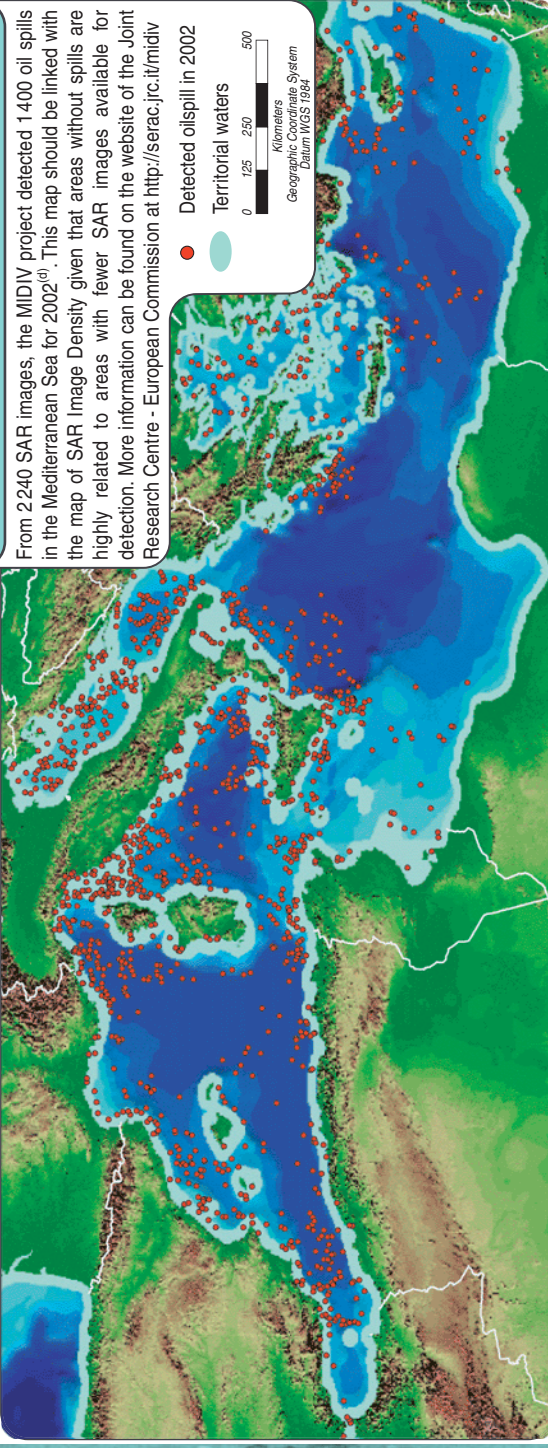 From 2 240 SAR images, the MIDIV project detected 1 400 oil spills
in the Mediterranean Sea for 2002(d). This map should be linked with
the map of SAR Image Density given that areas without spills are
highly related to areas with fewer SAR images available for
detection. More information can be found on the website of the Joint
Research Centre - European Commission at http://serac.jrc.it/midiv
Detected oilspill in 2002
Territorial waters
0 125 250 500
Kilometers
Geographic Coordinate System
Datum WGS 1984